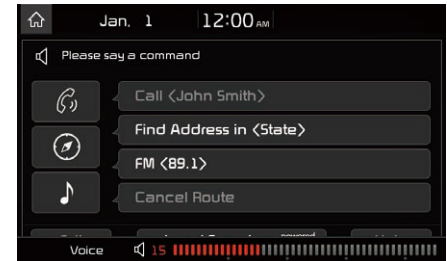 Jan. 1 12:00 AM
Please say a command
Call <John Smith>
Find Address in <State>
FM <89.1>
Cancel Route
powered
Voice 15